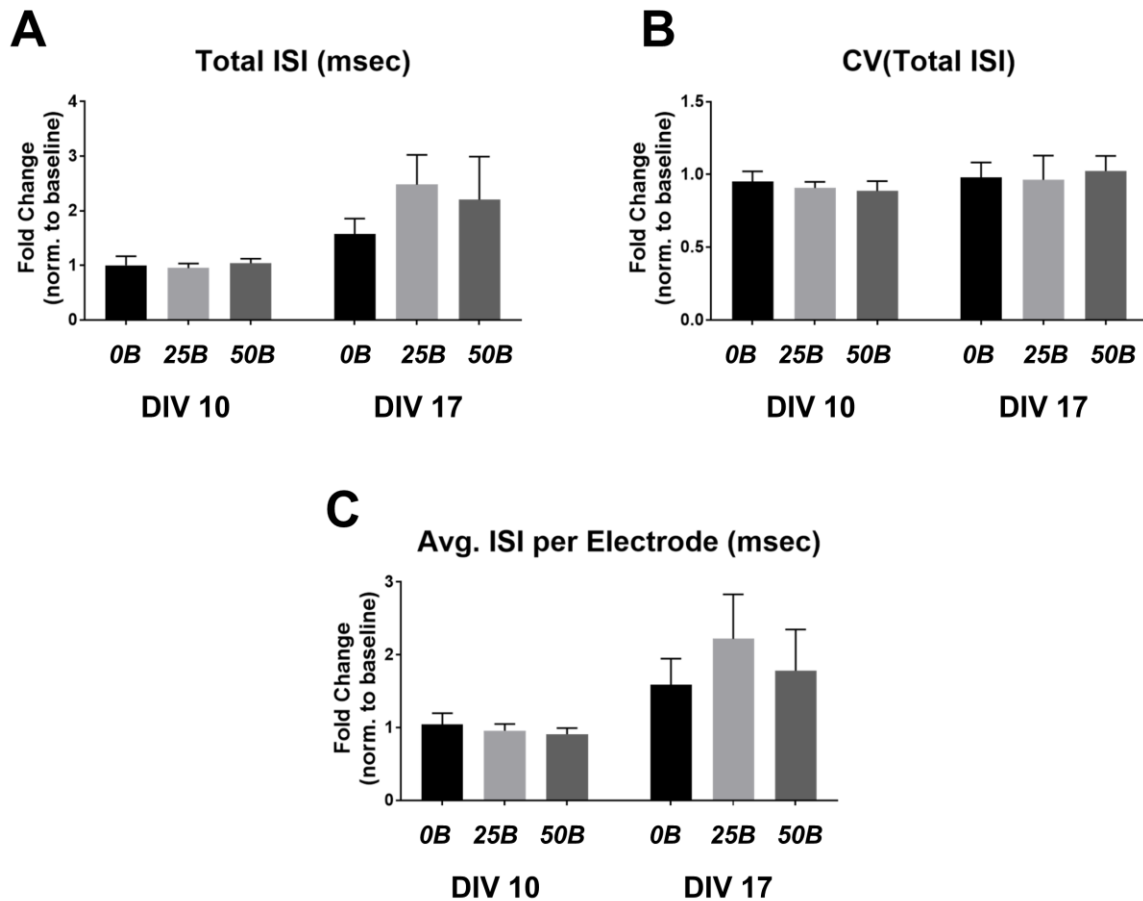 A
Total ISI (msec)
Fold Change
(norm. to baseline)
4
3
2
1
0
0B 25B 50B 0B 25B 50B
DIV 10 DIV 17
B
CV(Total ISI)
Fold Change
(norm. to baseline)
1.5
1.0
0.5
0.0
0B 25B 50B 0B 25B 50B
DIV 10 DIV 17
C
Avg. ISI per Electrode (msec)
Fold Change
(norm. to baseline)
3
2
1
0
0B 25B 50B 0B 25B 50B
DIV 10 DIV 17